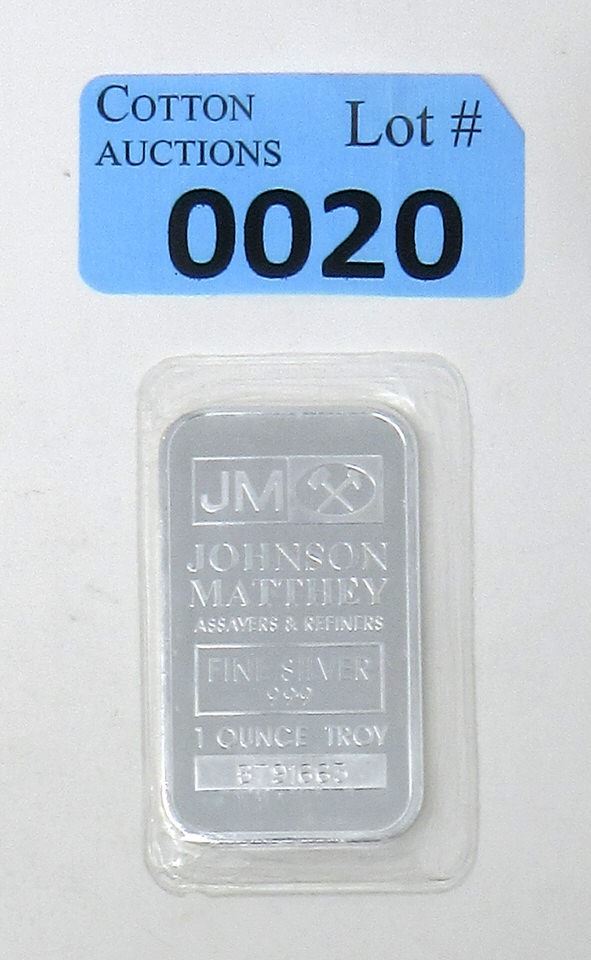 COTTON AUCTIONS
Lot #
0020
JM
JOHNSON
MATTHEY
ASSAYERS & REFINERS
FINE SILVER
999
1 OUNCE TROY